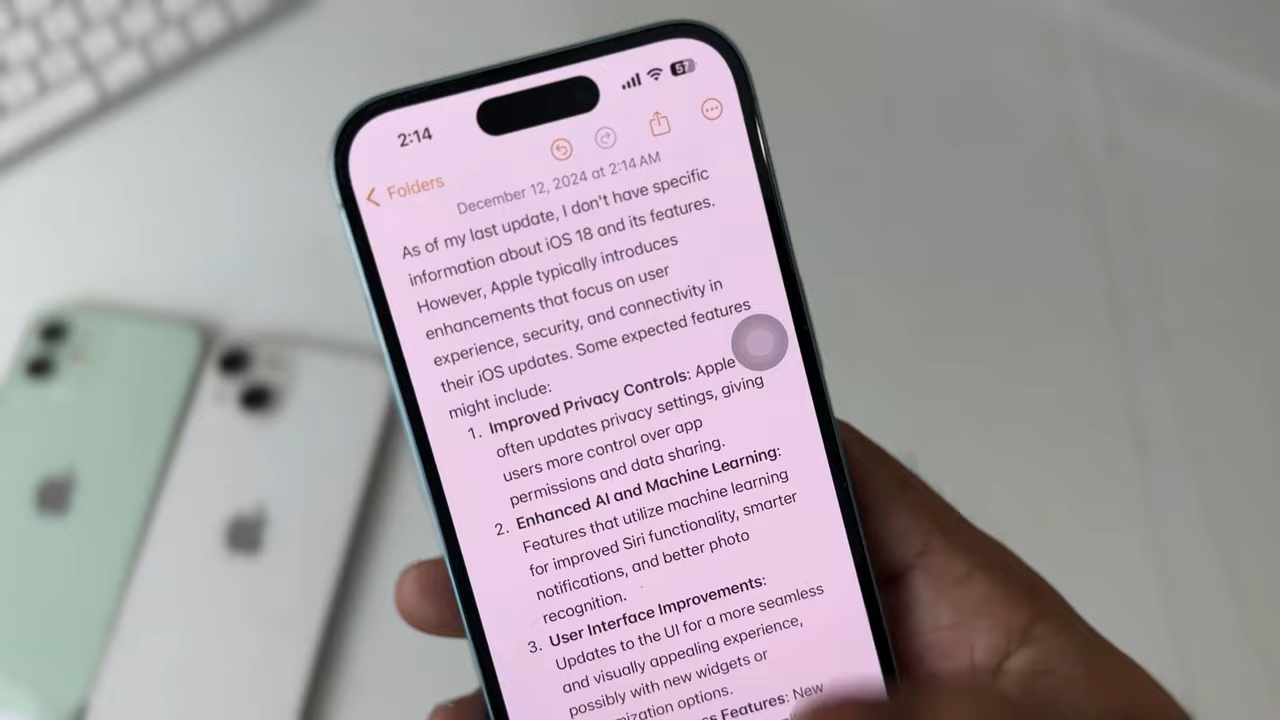 2:14
67
Folders
December 12, 2024 at 2:14 AM
As of my last update, I don't have specific
information about iOS 18 and its features.
However, Apple typically introduces
enhancements that focus on user
experience, security, and connectivity in
their iOS updates. Some expected features
might include:
1. Improved Privacy Controls: Apple
often updates privacy settings, giving
users more control over app
permissions and data sharing.
2. Enhanced AI and Machine Learning:
Features that utilize machine learning
for improved Siri functionality, smarter
notifications, and better photo
recognition.
3. User Interface Improvements:
Updates to the UI for a more seamless
and visually appealing experience,
possibly with new widgets or
mization options.
Features: New